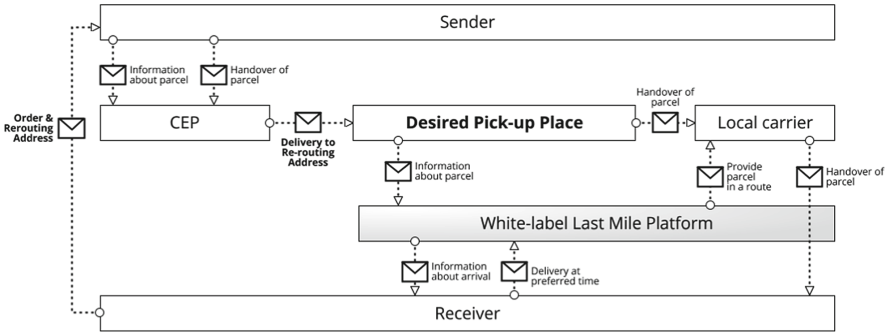 Sender
Information
about parcel
Handover of
parcel
Order &
Rerouting
Address
CEP
Delivery to
Re-routing
Address
Desired Pick-up Place
Handover of
parcel
Local carrier
Information
about parcel
Provide
parcel
in a route
Handover of
parcel
White-label Last Mile Platform
Information
about arrival
Delivery at
preferred time
Receiver